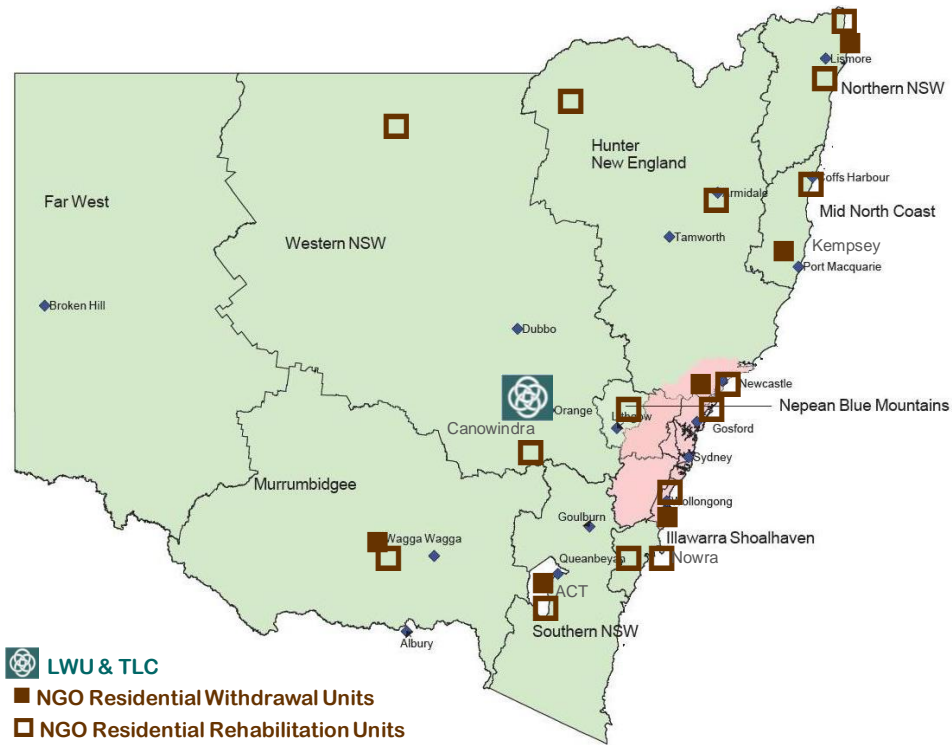 Lismore
Northern NSW
Hunter
New England
Coffs Harbour
Armidale
Far West
Mid North Coast
Western NSW
Tamworth
Kempsey
Port Macquarie
Broken Hill
Dubbo
Newcastle
Nepean Blue Mountains
Orange
Lithgow
Canowindra
Gosford
Sydney
Murrumbidgee
Wollongong
Goulburn
Illawarra Shoalhaven
Wagga Wagga
Queanbeyan
Nowra
ACT
Southern NSW
Albury
LWU & TLC
NGO Residential Withdrawal Units
NGO Residential Rehabilitation Units